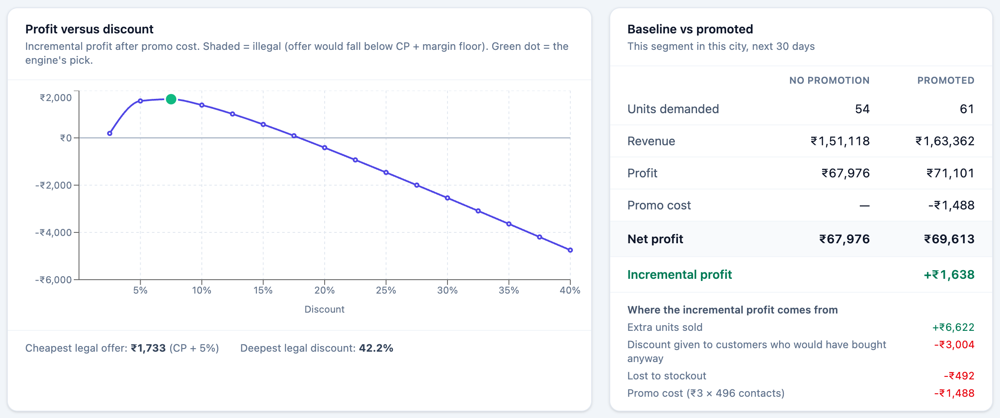 Profit versus discount
Incremental profit after promo cost. Shaded = illegal (offer would fall below CP + margin floor). Green dot = the
engine's pick.
₹2,000
₹0
-₹2,000
-₹4,000
-₹6,000
5%
10%
15%
20%
25%
30%
35%
40%
Discount
Cheapest legal offer: ₹1,733 (CP + 5%)
Deepest legal discount: 42.2%
Baseline vs promoted
This segment in this city, next 30 days
NO PROMOTION PROMOTED
Units demanded 54 61
Revenue ₹1,51,118 ₹1,63,362
Profit ₹67,976 ₹71,101
Promo cost — -₹1,488
Net profit ₹67,976 ₹69,613
Incremental profit +₹1,638
Where the incremental profit comes from
Extra units sold +₹6,622
Discount given to customers who would have bought -₹3,004
anyway
Lost to stockout -₹492
Promo cost (₹3 × 496 contacts) -₹1,488